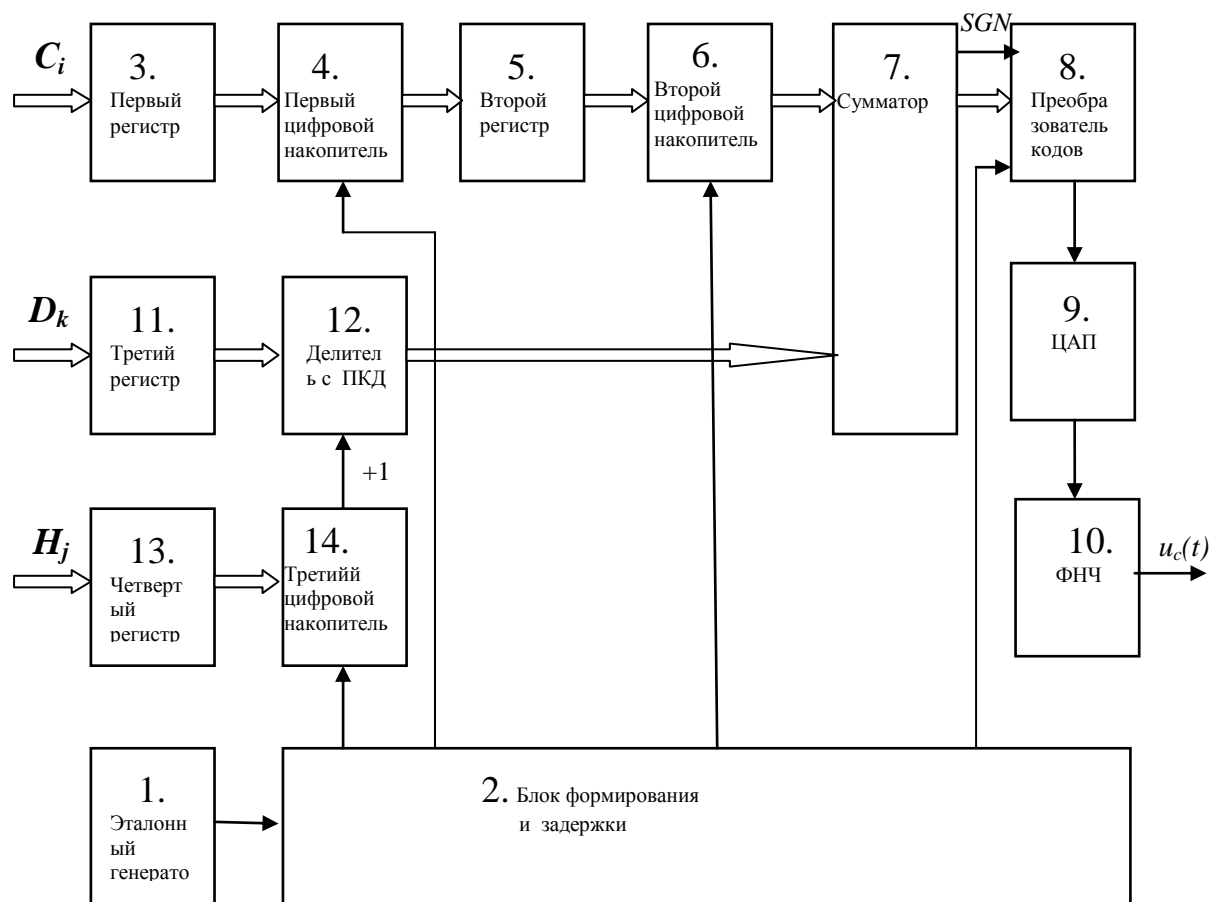 SGN
C_i
3.
Первый
регистр
4.
Первый
цифровой
накопитель
5.
Второй
регистр
6.
Второй
цифровой
накопитель
7.
Сумматор
8.
Преобра
зователь
кодов
D_k
11.
Третий
регистр
12.
Делител
ь с ПКД
9.
ЦАП
+1
H_j
13.
Четверт
ый
регистр
14.
Третийй
цифровой
накопитель
10.
ФНЧ
u_c(t)
1.
Эталонн
ый
генерато
2. Блок формирования
и задержки